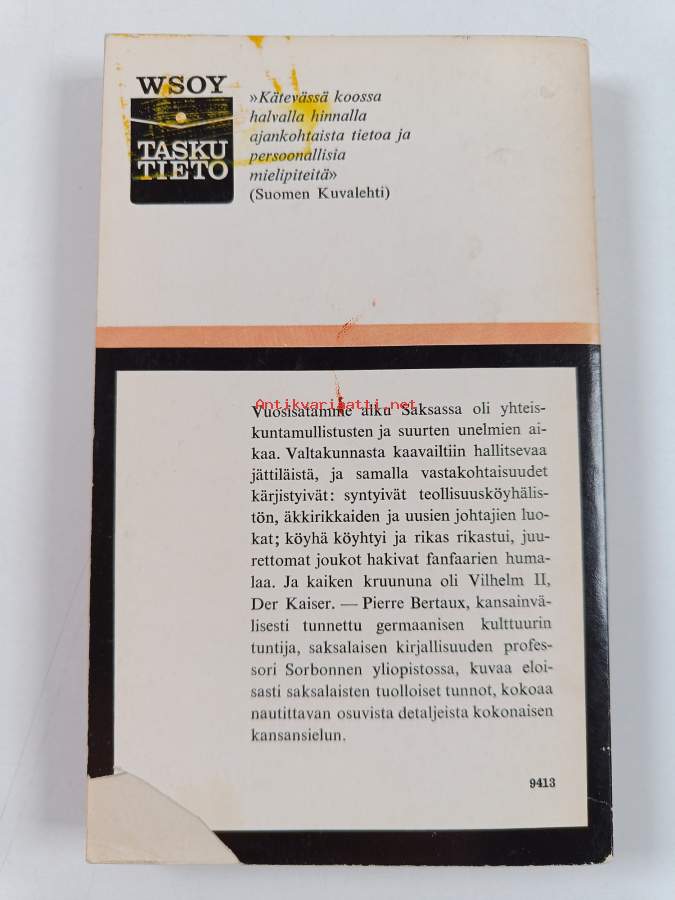 WSOY
TASKU
TIETO
»Kätevässä koossa
halvalla hinnalla
ajankohtaista tietoa ja
persoonallisia
mielipiteitä»
(Suomen Kuvalehti)
Antikvariaatti.net
Vuosisatamme alku Saksassa oli yhteis-
kuntamullistusten ja suurten unelmien ai-
kaa. Valtakunnasta kaavailtiin hallitsevaa
jättiläistä, ja samalla vastakohtaisuudet
kärjistyivät: syntyivät teollisuusköyhälis-
tön, äkkirikkaiden ja uusien johtajien luo-
kat; köyhä köyhtyi ja rikas rikastui, juu-
rettomat joukot hakivat fanfaarien huma-
laa. Ja kaiken kruununa oli Vilhelm II,
Der Kaiser. — Pierre Bertaux, kansainvä-
lisesti tunnettu germaanisen kulttuurin
tuntija, saksalaisen kirjallisuuden profes-
sori Sorbonnen yliopistossa, kuvaa eloi-
sasti saksalaisten tuolloiset tunnot, kokoaa
nautittavan osuvista detaljeista kokonaisen
kansansielun.
9413